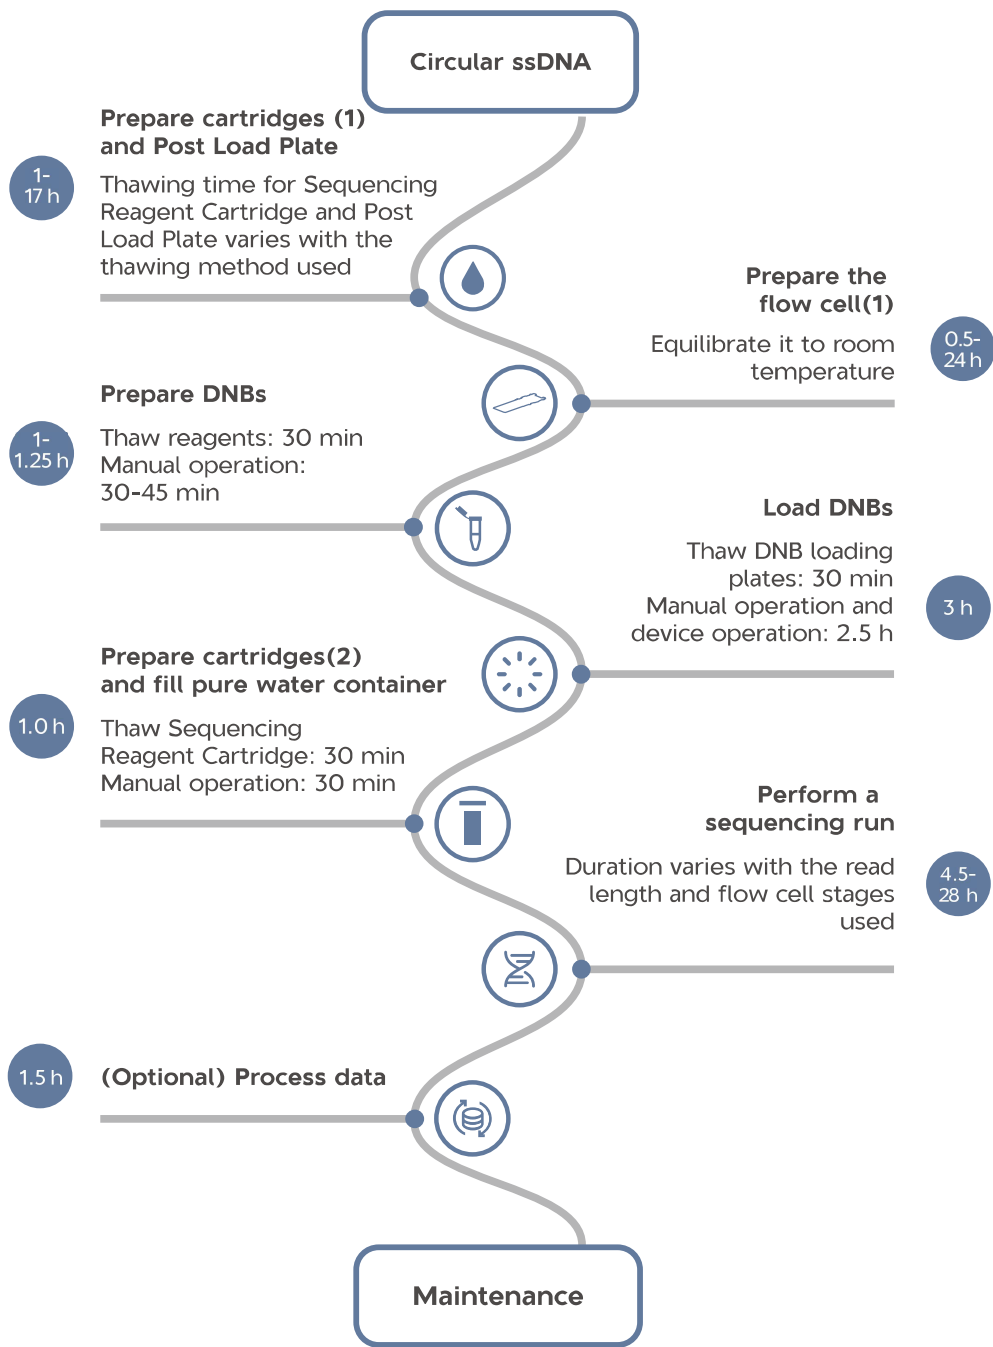 Circular ssDNA
Prepare cartridges (1)
and Post Load Plate
1-
17 h
Thawing time for Sequencing
Reagent Cartridge and Post
Load Plate varies with the
thawing method used
Prepare the
flow cell(1)
Equilibrate it to room
temperature
0.5-
24 h
Prepare DNBs
1-
1.25 h
Thaw reagents: 30 min
Manual operation:
30-45 min
Load DNBs
Thaw DNB loading
plates: 30 min
Manual operation and
device operation: 2.5 h
3 h
Prepare cartridges(2)
and fill pure water container
1.0 h
Thaw Sequencing
Reagent Cartridge: 30 min
Manual operation: 30 min
Perform a
sequencing run
Duration varies with the read
length and flow cell stages
used
4.5-
28 h
1.5 h
(Optional) Process data
Maintenance